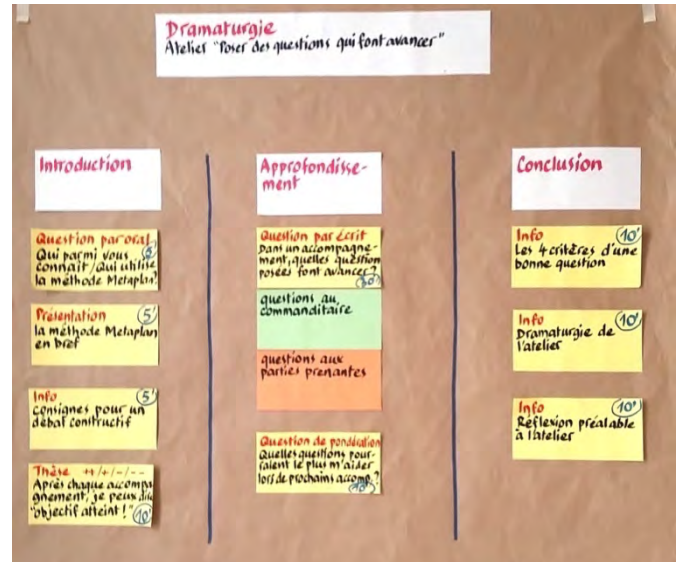 Dramaturgie
Atelier "Poser des questions qui font avancer"
Introduction
Question par oral
5'
Qui parmi vous
connait/Qui utilise
la méthode Metaplan?
Présentation
5'
la méthode Metaplan
en bref
Info
5'
consignes pour un
débat constructif
Thèse ++/+/-/--
Après chaque accompa
gnement, je peux dire
"objectif atteint!"
10'
Approfondisse-
ment
Question par écrit
Dans un accompagne-
ment, quelles question
posées font avancer?
questions au
commanditaire
questions aux
parties prenantes
Question de pondération
Quelles questions pour-
raient le plus m'aider
lors de prochains accomp.?
10'
Conclusion
Info
10'
Les 4 critères d'une
bonne question
Info
10'
Dramaturgie de
l'atelier
Info
10'
Réflexion préalable
à l'atelier